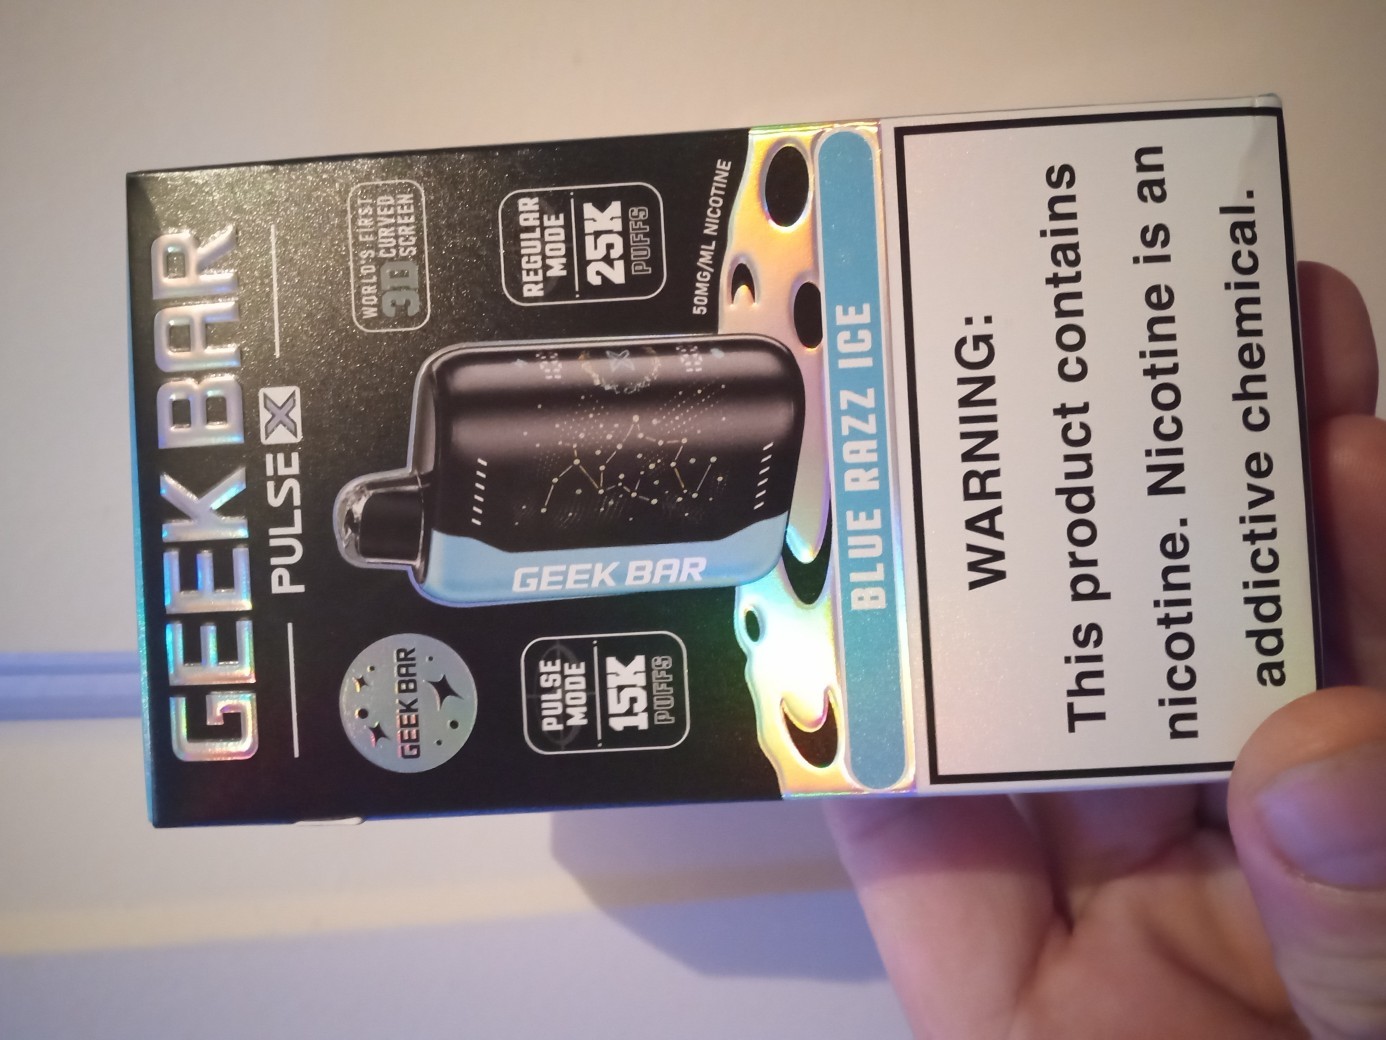 GEEK BAR
PULSE X
WORLD'S FIRST
3D CURVED
SCREEN
GEEK BAR
REGULAR
MODE
25K
PUFFS
PULSE
MODE
15K
PUFFS
GEEK BAR
50MG/ML NICOTINE
BLUE RAZZ ICE
WARNING:
This product contains
nicotine. Nicotine is an
addictive chemical.